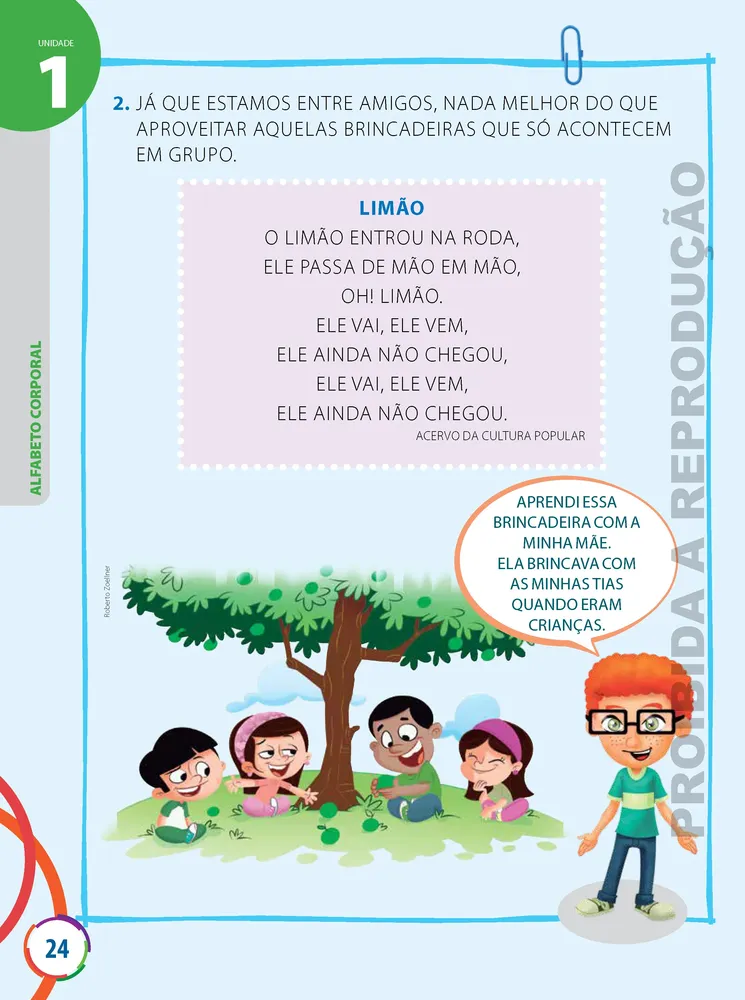 UNIDADE
1
2. JÁ QUE ESTAMOS ENTRE AMIGOS, NADA MELHOR DO QUE
APROVEITAR AQUELAS BRINCADEIRAS QUE SÓ ACONTECEM
EM GRUPO.
LIMÃO
O LIMÃO ENTROU NA RODA,
ELE PASSA DE MÃO EM MÃO,
OH! LIMÃO.
ELE VAI, ELE VEM,
ELE AINDA NÃO CHEGOU,
ELE VAI, ELE VEM,
ELE AINDA NÃO CHEGOU.
ACERVO DA CULTURA POPULAR
ALFABETO CORPORAL
APRENDI ESSA
BRINCADEIRA COM A
MINHA MÃE.
ELA BRINCAVA COM
AS MINHAS TIAS
QUANDO ERAM
CRIANÇAS.
Roberto Zoellner
PROIBIDA A REPRODUÇÃO
24